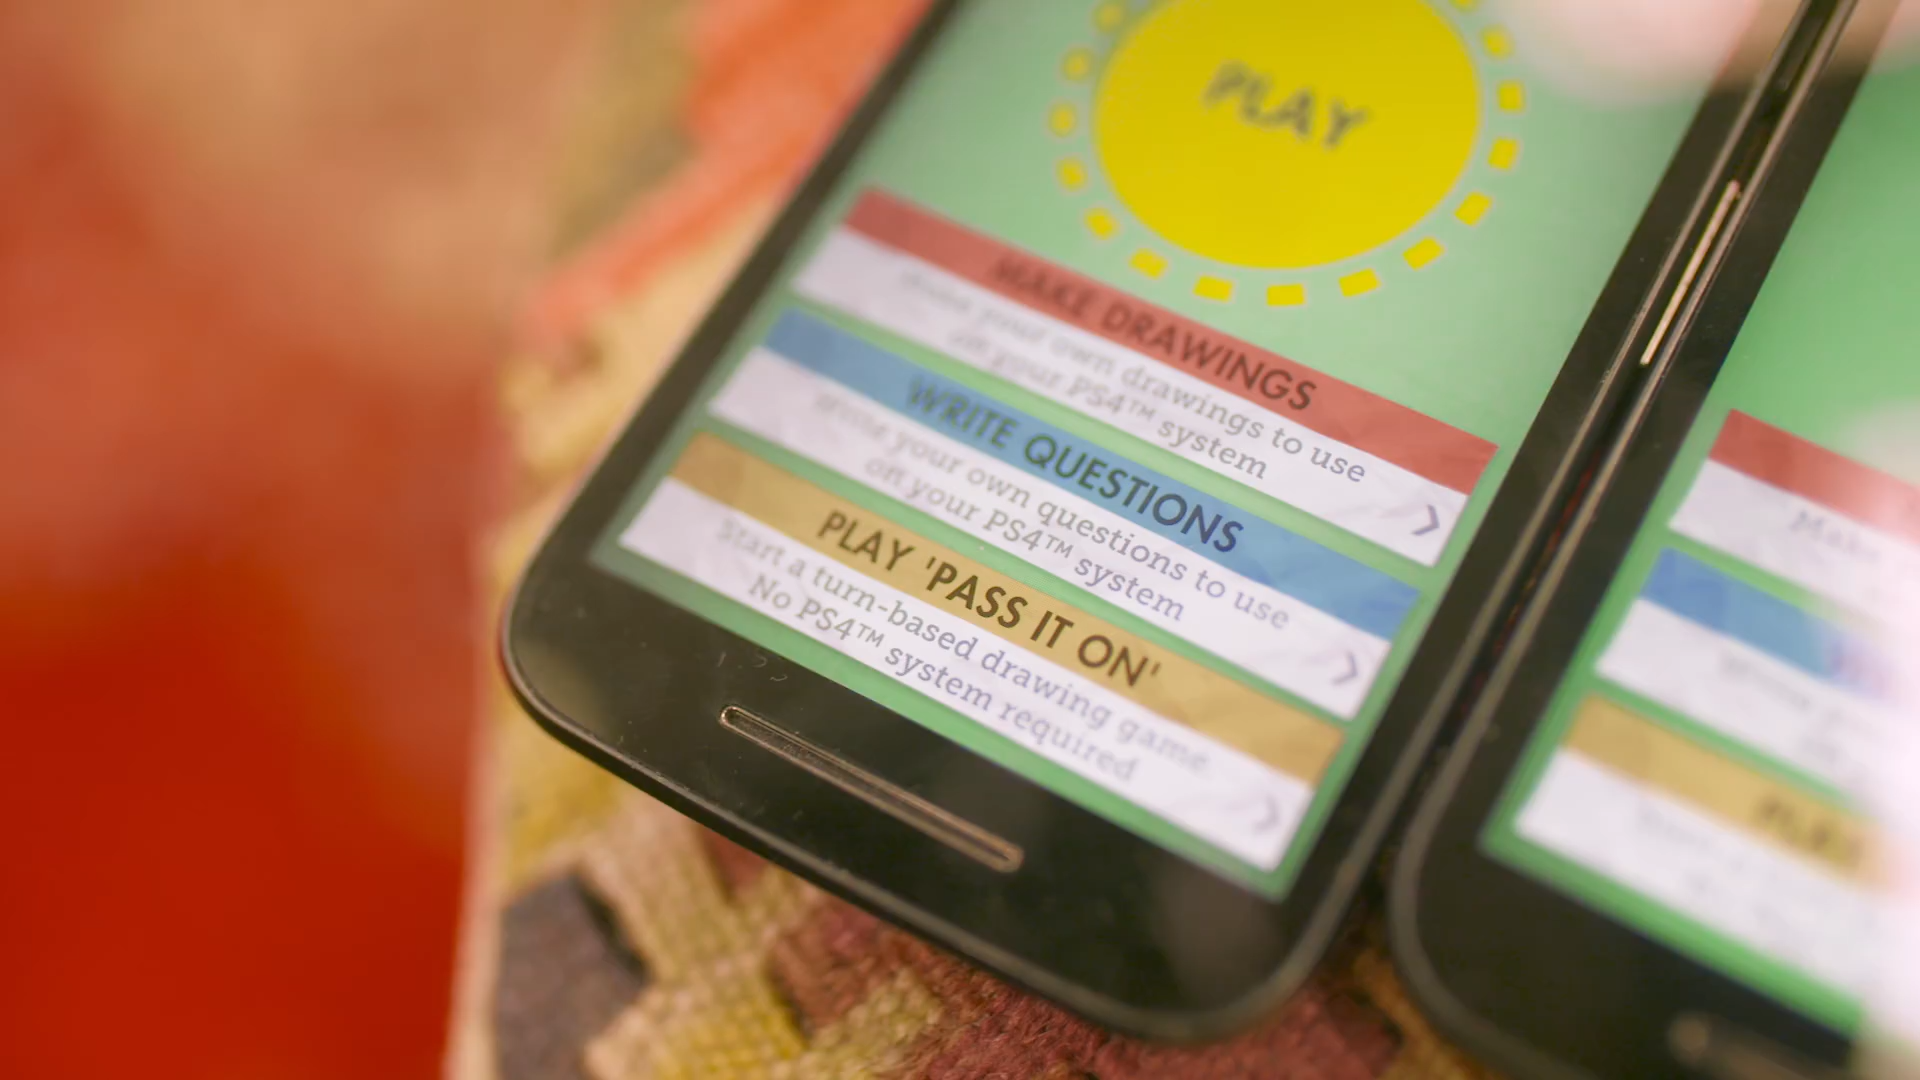 PLAY
MAKE DRAWINGS
your own drawings to use
on your PS4™ system
WRITE QUESTIONS
Write your own questions to use
on your PS4™ system
PLAY 'PASS IT ON'
Start a turn-based drawing game.
No PS4™ system required
Make